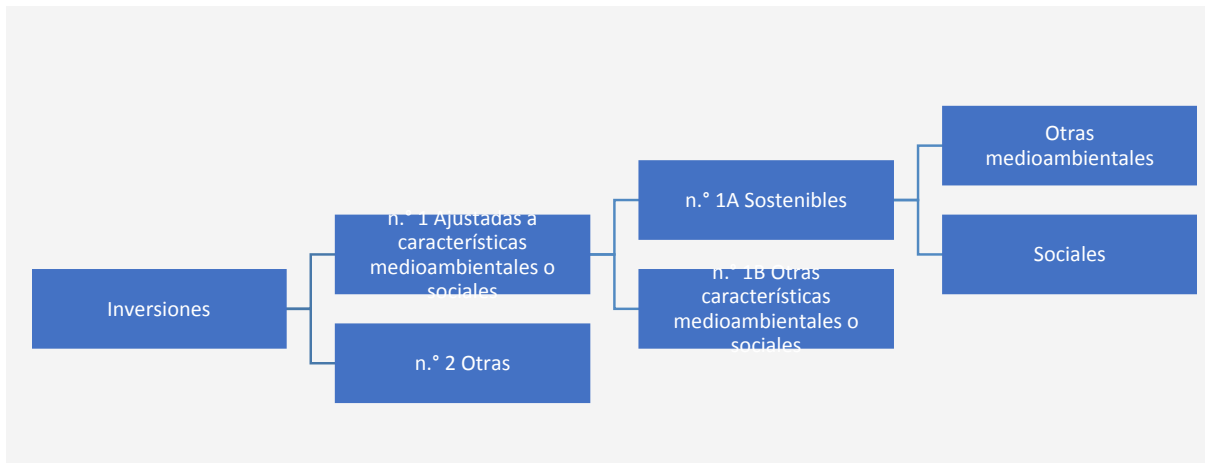 Inversiones
n.° 1 Ajustadas a
características
medioambientales o
sociales
n.° 2 Otras
n.° 1A Sostenibles
n.° 1B Otras
características
medioambientales o
sociales
Otras
medioambientales
Sociales